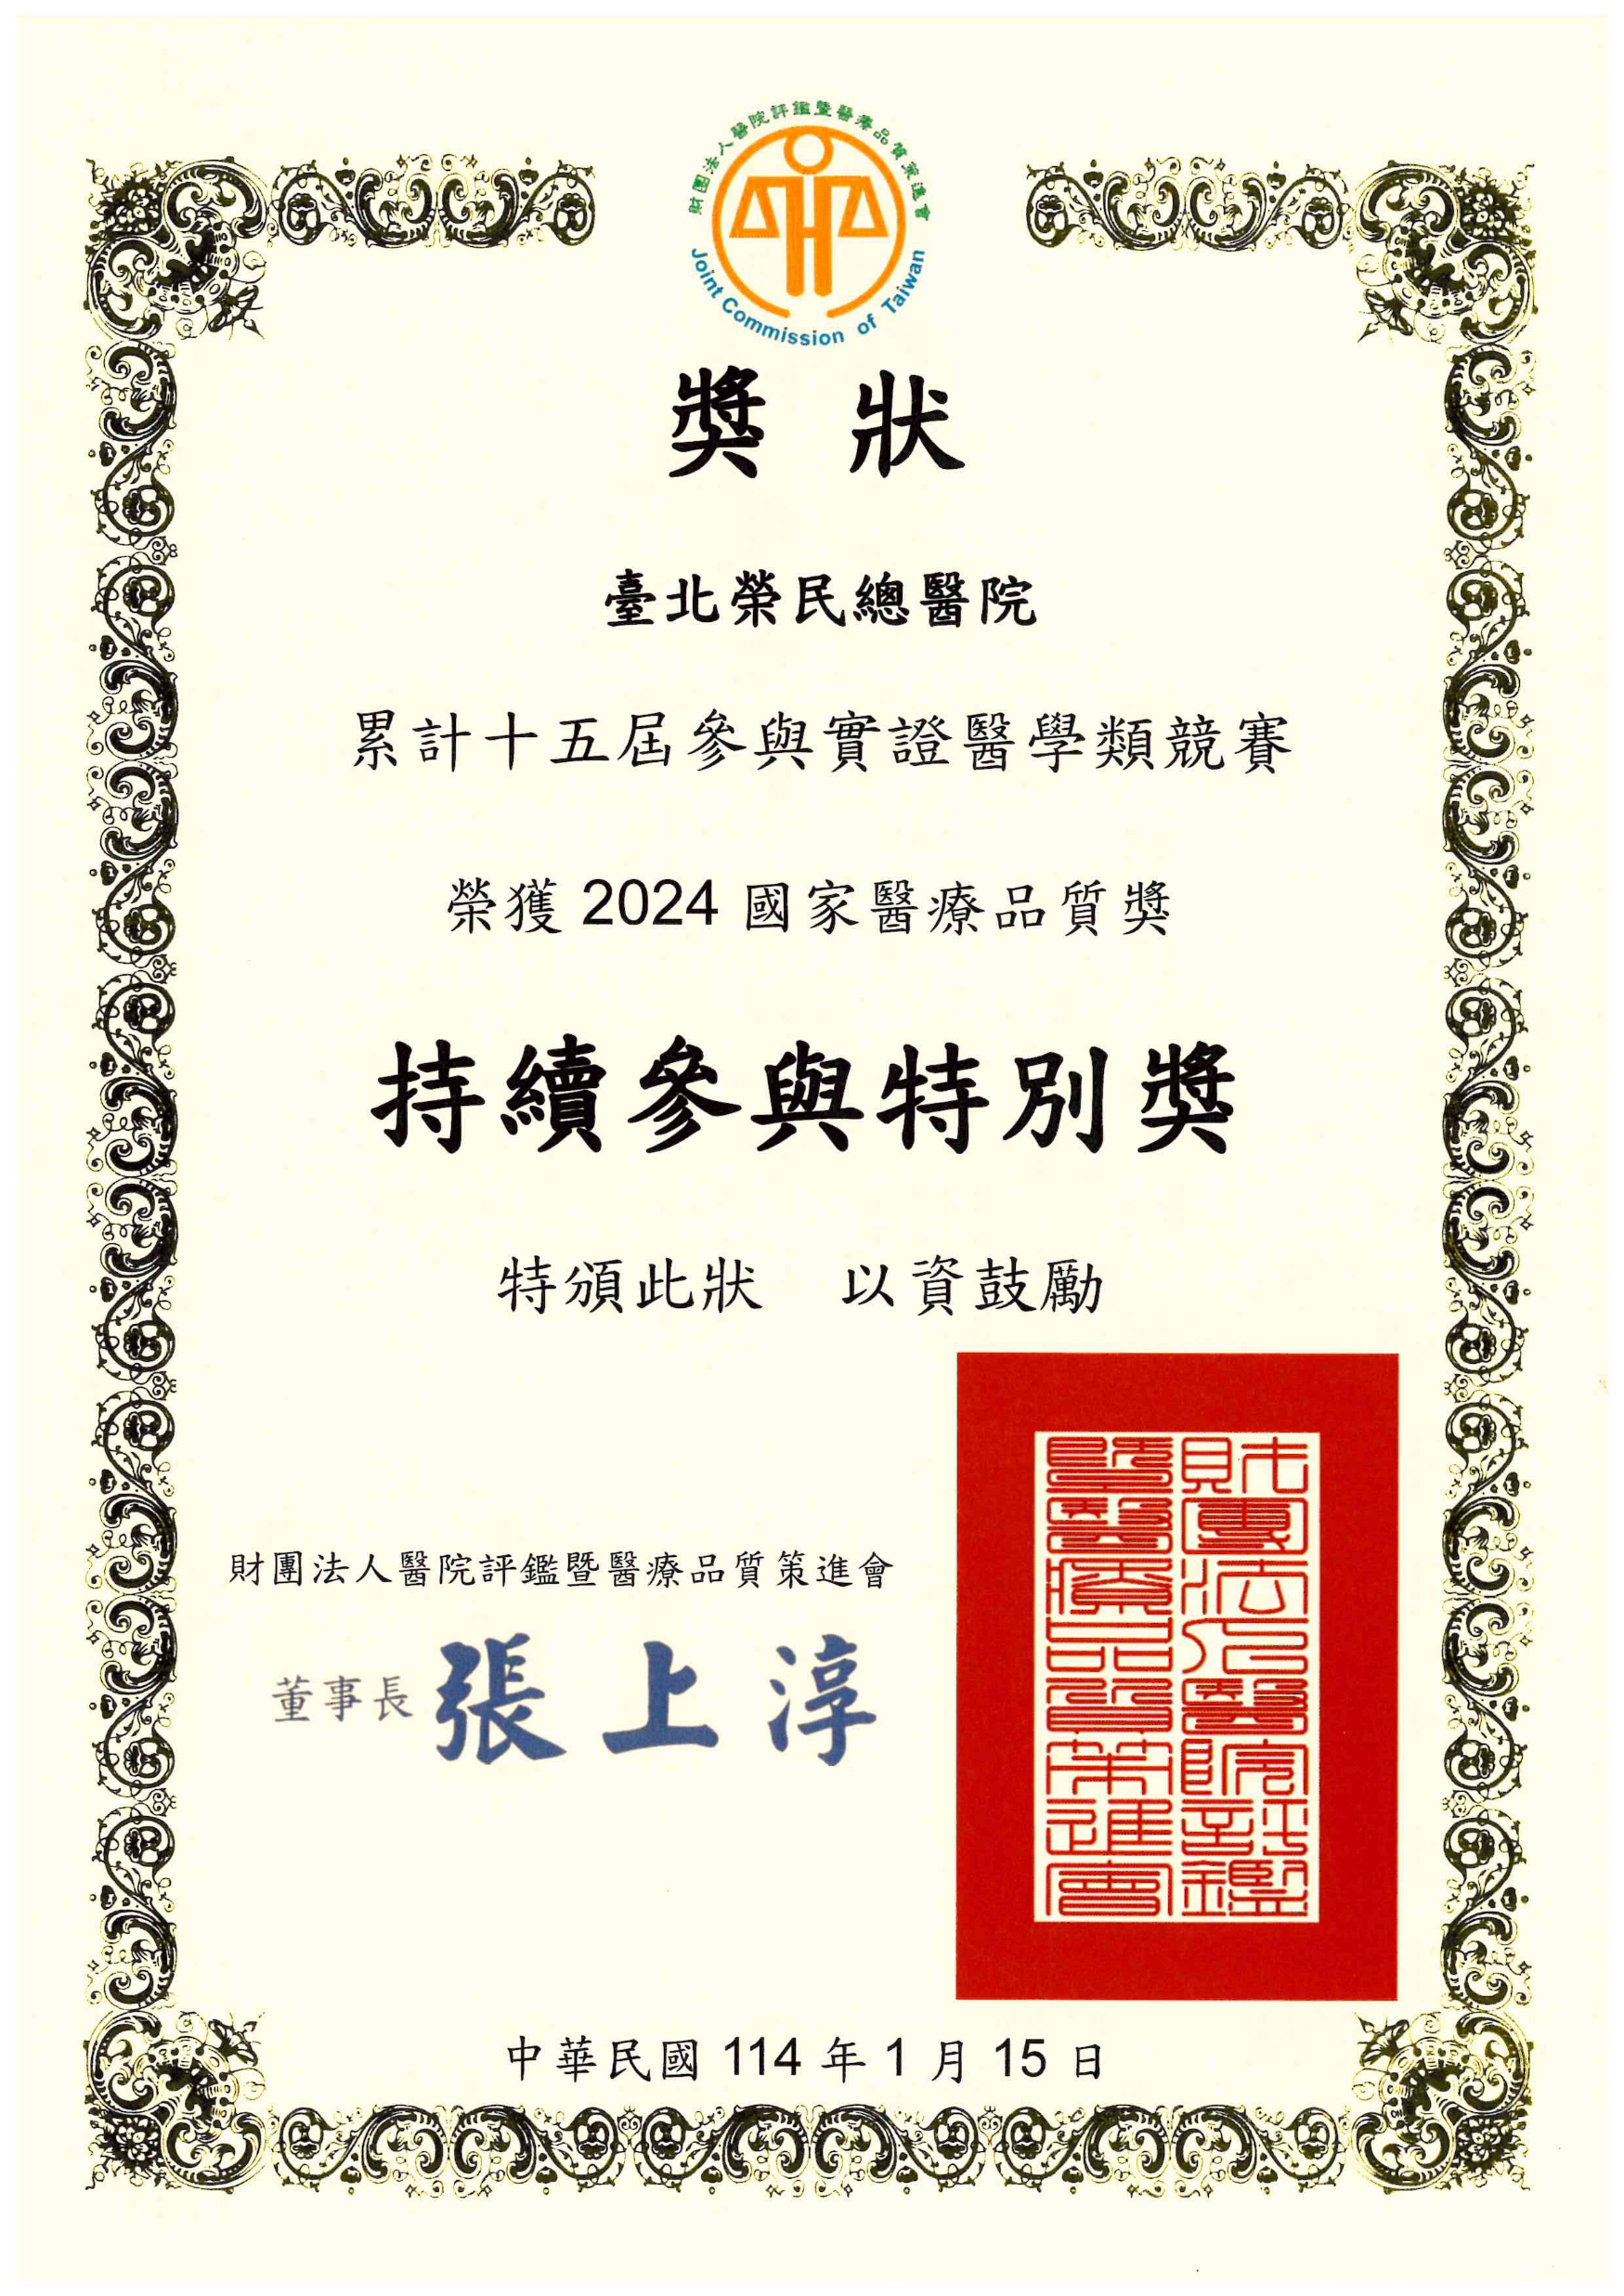 財團法人醫院評鑑暨醫療品質策進會
Joint Commission of Taiwan
獎 狀
臺北榮民總醫院
累計十五屆參與實證醫學類競賽
榮獲 2024 國家醫療品質獎
持續參與特別獎
特頒此狀 以資鼓勵
財團法人醫院評鑑暨醫療品質策進會
董事長 張上淳
財團法人醫院評鑑
暨醫療品質策進會
中華民國 114 年 1 月 15 日